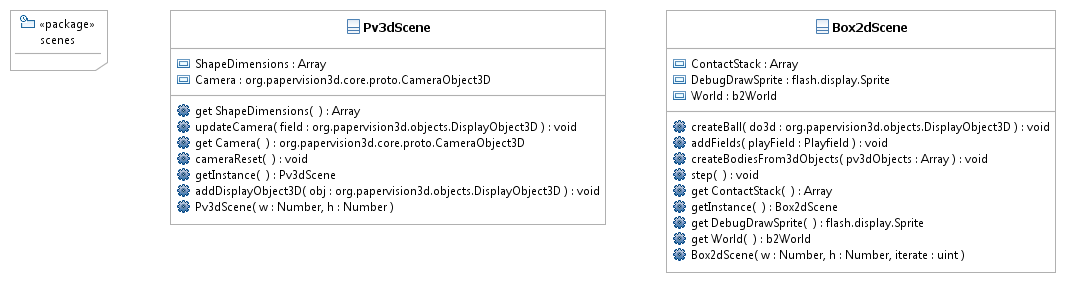 «package»
scenes
Pv3dScene
ShapeDimensions : Array
Camera : org.papervision3d.core.proto.CameraObject3D
get ShapeDimensions( ) : Array
updateCamera( field : org.papervision3d.objects.DisplayObject3D ) : void
get Camera( ) : org.papervision3d.core.proto.CameraObject3D
cameraReset( ) : void
getInstance( ) : Pv3dScene
addDisplayObject3D( obj : org.papervision3d.objects.DisplayObject3D ) : void
Pv3dScene( w : Number, h : Number )
Box2dScene
ContactStack : Array
DebugDrawSprite : flash.display.Sprite
World : b2World
createBall( do3d : org.papervision3d.objects.DisplayObject3D ) : void
addFields( playField : Playfield ) : void
createBodiesFrom3dObjects( pv3dObjects : Array ) : void
step( ) : void
get ContactStack( ) : Array
getInstance( ) : Box2dScene
get DebugDrawSprite( ) : flash.display.Sprite
get World( ) : b2World
Box2dScene( w : Number, h : Number, iterate : uint )